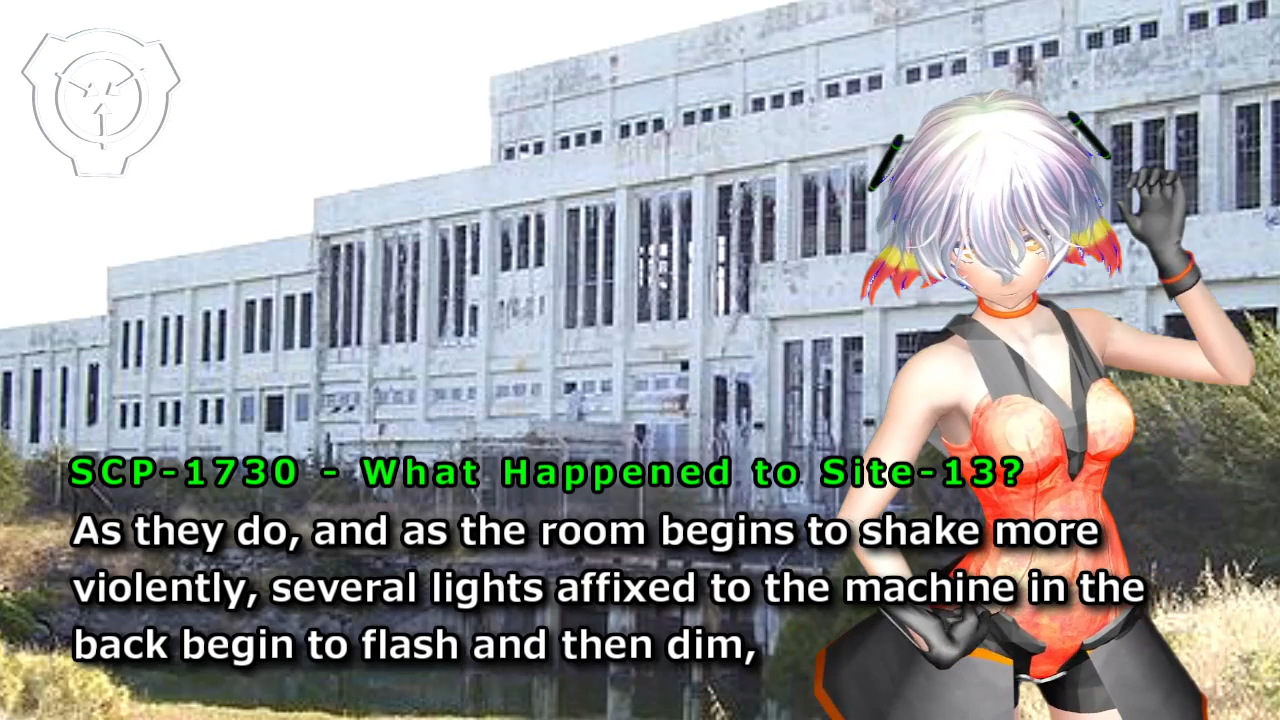 SCP-1730 - What Happened to Site-13?
As they do, and as the room begins to shake more
violently, several lights affixed to the machine in the
back begin to flash and then dim,